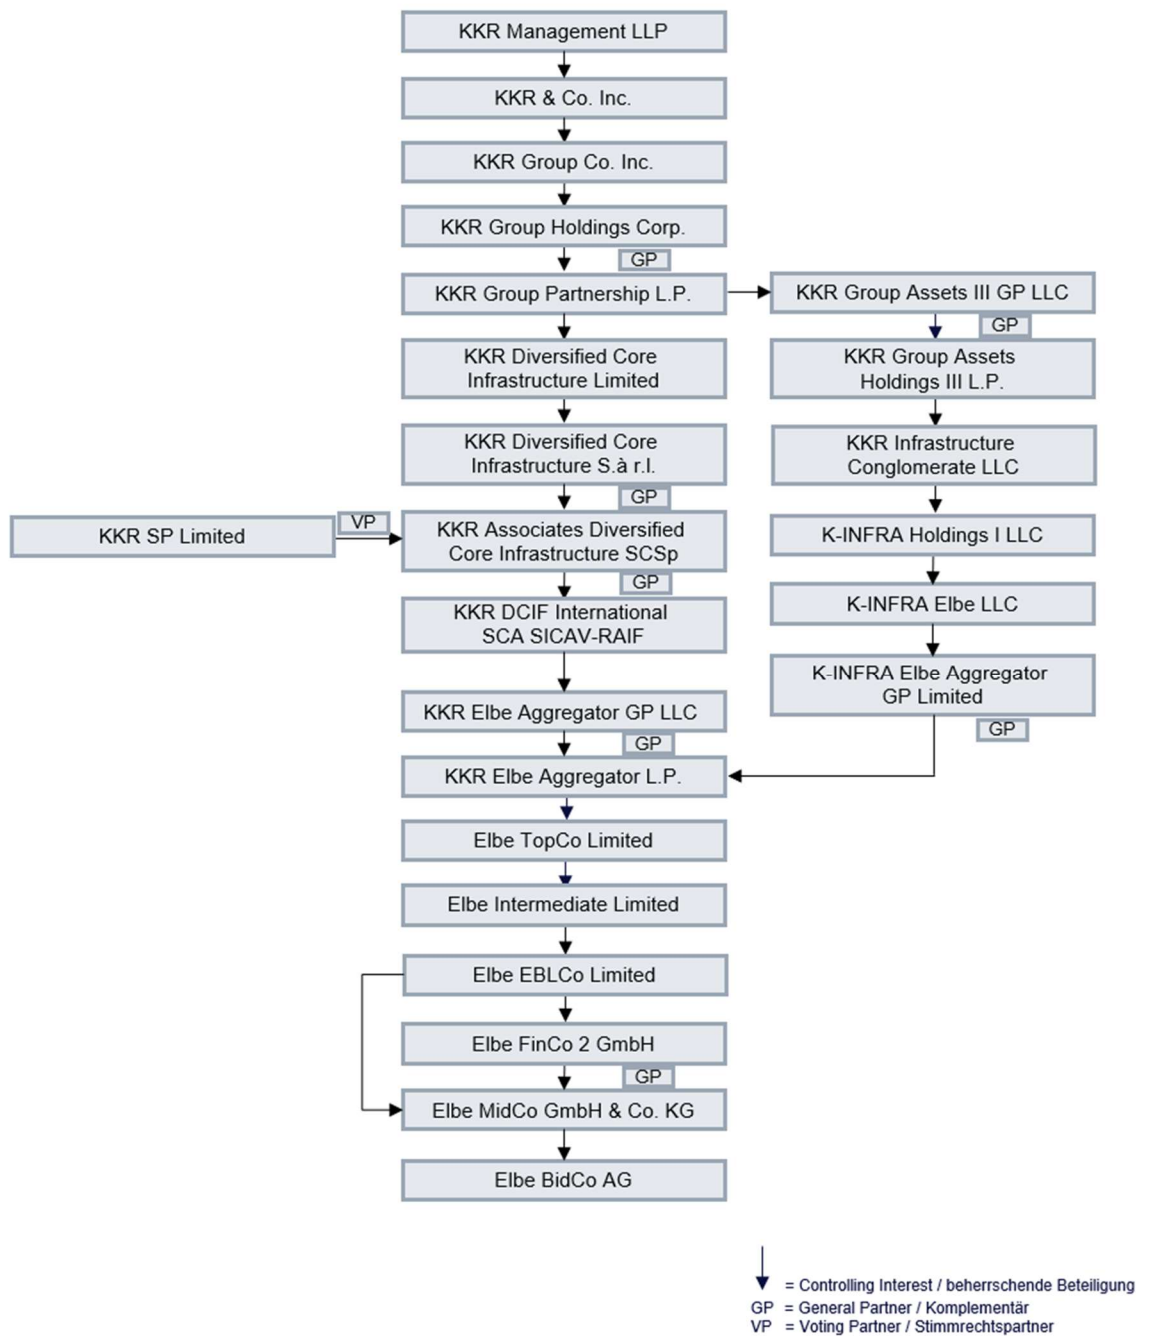 KKR Management LLP
KKR & Co. Inc.
KKR Group Co. Inc.
KKR Group Holdings Corp.
GP
KKR Group Partnership L.P.
KKR Group Assets III GP LLC
GP
KKR Diversified Core
Infrastructure Limited
KKR Group Assets
Holdings III L.P.
KKR Diversified Core
Infrastructure S.à r.l.
KKR Infrastructure
Conglomerate LLC
GP
KKR SP Limited
VP
KKR Associates Diversified
Core Infrastructure SCSp
K-INFRA Holdings I LLC
GP
KKR DCIF International
SCA SICAV-RAIF
K-INFRA Elbe LLC
K-INFRA Elbe Aggregator
GP Limited
KKR Elbe Aggregator GP LLC
GP
GP
KKR Elbe Aggregator L.P.
Elbe TopCo Limited
Elbe Intermediate Limited
Elbe EBLCo Limited
Elbe FinCo 2 GmbH
GP
Elbe MidCo GmbH & Co. KG
Elbe BidCo AG
= Controlling Interest / beherrschende Beteiligung
GP = General Partner / Komplementär
VP = Voting Partner / Stimmrechtspartner